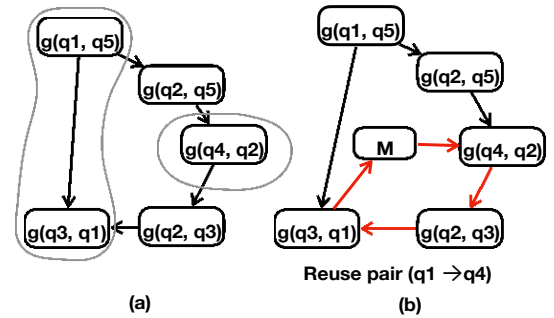 g(q1, q5)
g(q2, q5)
g(q4, q2)
g(q3, q1)
g(q2, q3)
(a)
g(q1, q5)
g(q2, q5)
M
g(q4, q2)
g(q3, q1)
g(q2, q3)
Reuse pair (q1 →q4)
(b)